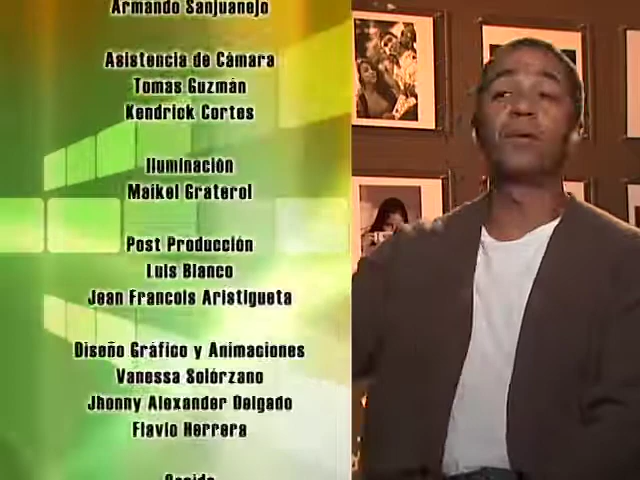 Armando Sanjuanejo
Asistencia de Cámara
Tomas Guzmán
Kendrick Cortes
Iluminación
Maikel Graterol
Post Producción
Luis Blanco
Jean Francois Aristigueta
Diseño Gráfico y Animaciones
Vanessa Solórzano
Jhonny Alexander Delgado
Flavio Herrera
Sonido